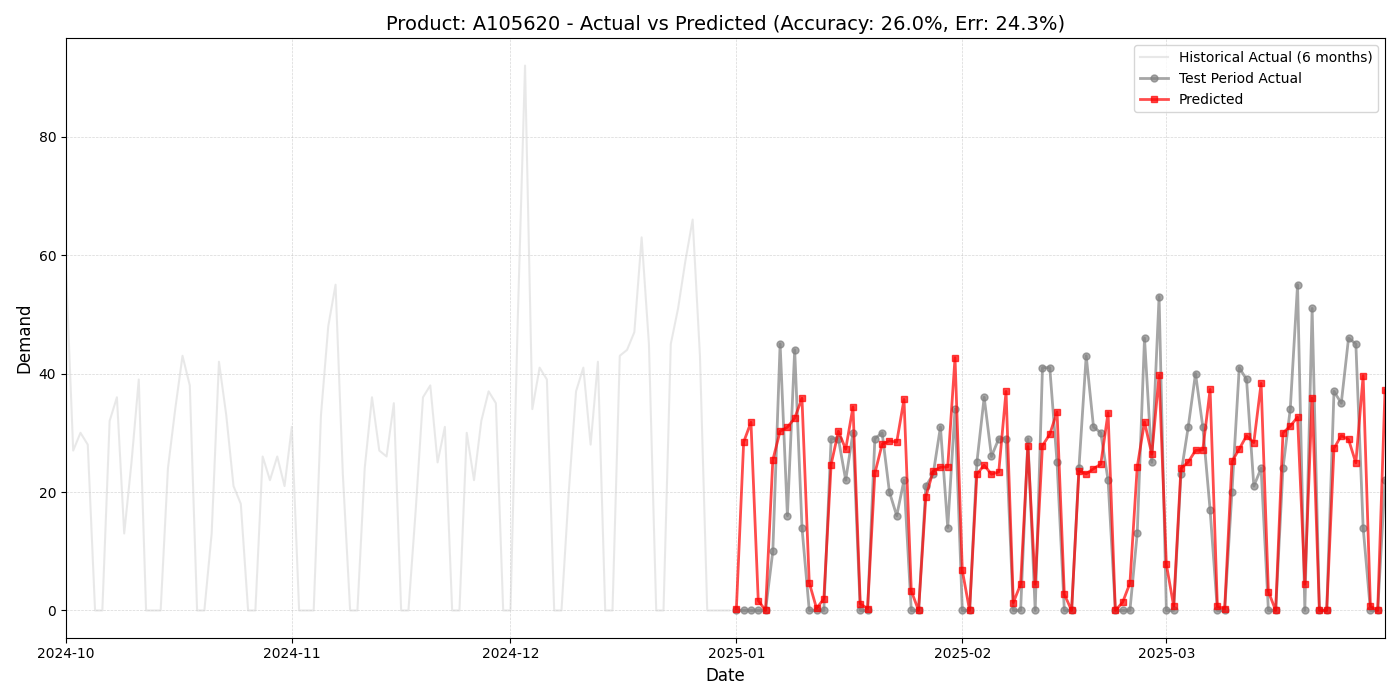 Product: A105620 - Actual vs Predicted (Accuracy: 26.0%, Err: 24.3%)
Historical Actual (6 months)
Test Period Actual
Predicted
Demand
80
60
40
20
0
2024-10
2024-11
2024-12
2025-01
2025-02
2025-03
Date